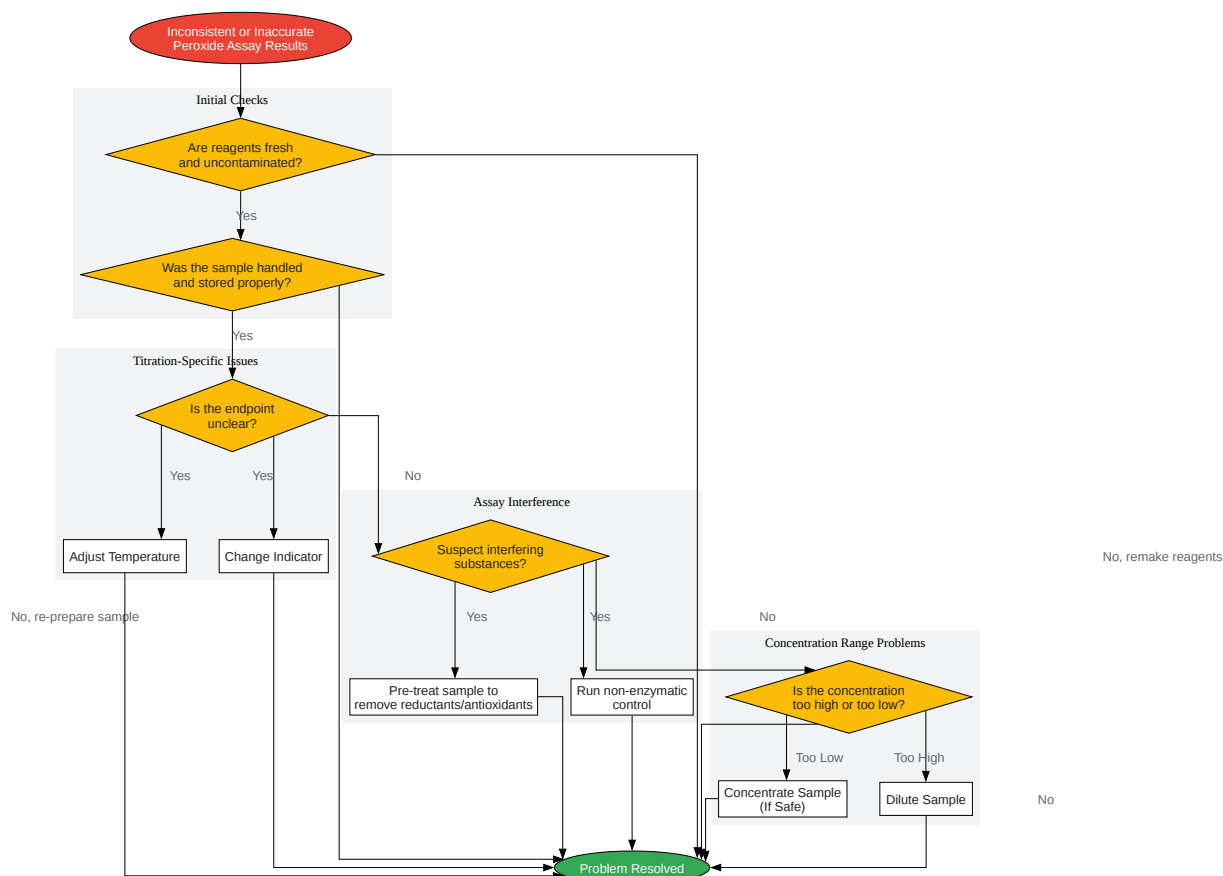 Inconsistent or Inaccurate
Peroxide Assay Results
Initial Checks
Are reagents fresh
and uncontaminated?
Yes
Was the sample handled
and stored properly?
Yes
Titration-Specific Issues
Is the endpoint
unclear?
Yes
Yes
No
Assay Interference
Adjust Temperature
Change Indicator
Suspect interfering
substances?
No, remake reagents
No, re-prepare sample
Yes
Yes
No
Concentration Range Problems
Pre-treat sample to
remove reductants/antioxidants
Run non-enzymatic
control
Is the concentration
too high or too low?
Too Low
Too High
Concentrate Sample
(If Safe)
Dilute Sample
No
Problem Resolved